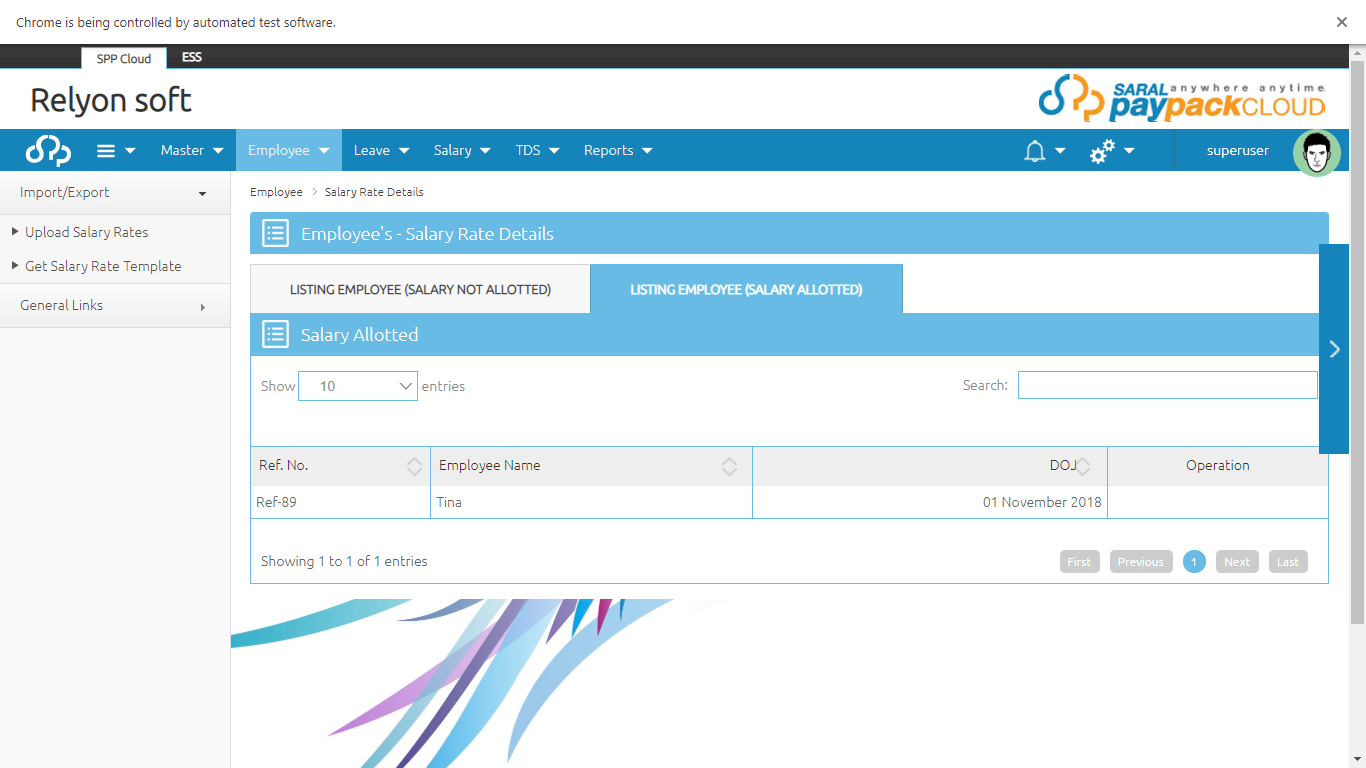 Chrome is being controlled by automated test software.
SPP Cloud ESS
Relyon soft
SARAL anywhere anytime
paypackCLOUD
Master Employee Leave Salary TDS Reports superuser
Import/Export
Upload Salary Rates
Get Salary Rate Template
General Links
Employee > Salary Rate Details
Employee's - Salary Rate Details
LISTING EMPLOYEE (SALARY NOT ALLOTTED) LISTING EMPLOYEE (SALARY ALLOTTED)
Salary Allotted
Show 10 entries Search:
Ref. No. Employee Name DOJ Operation
Ref-89 Tina 01 November 2018
Showing 1 to 1 of 1 entries First Previous 1 Next Last